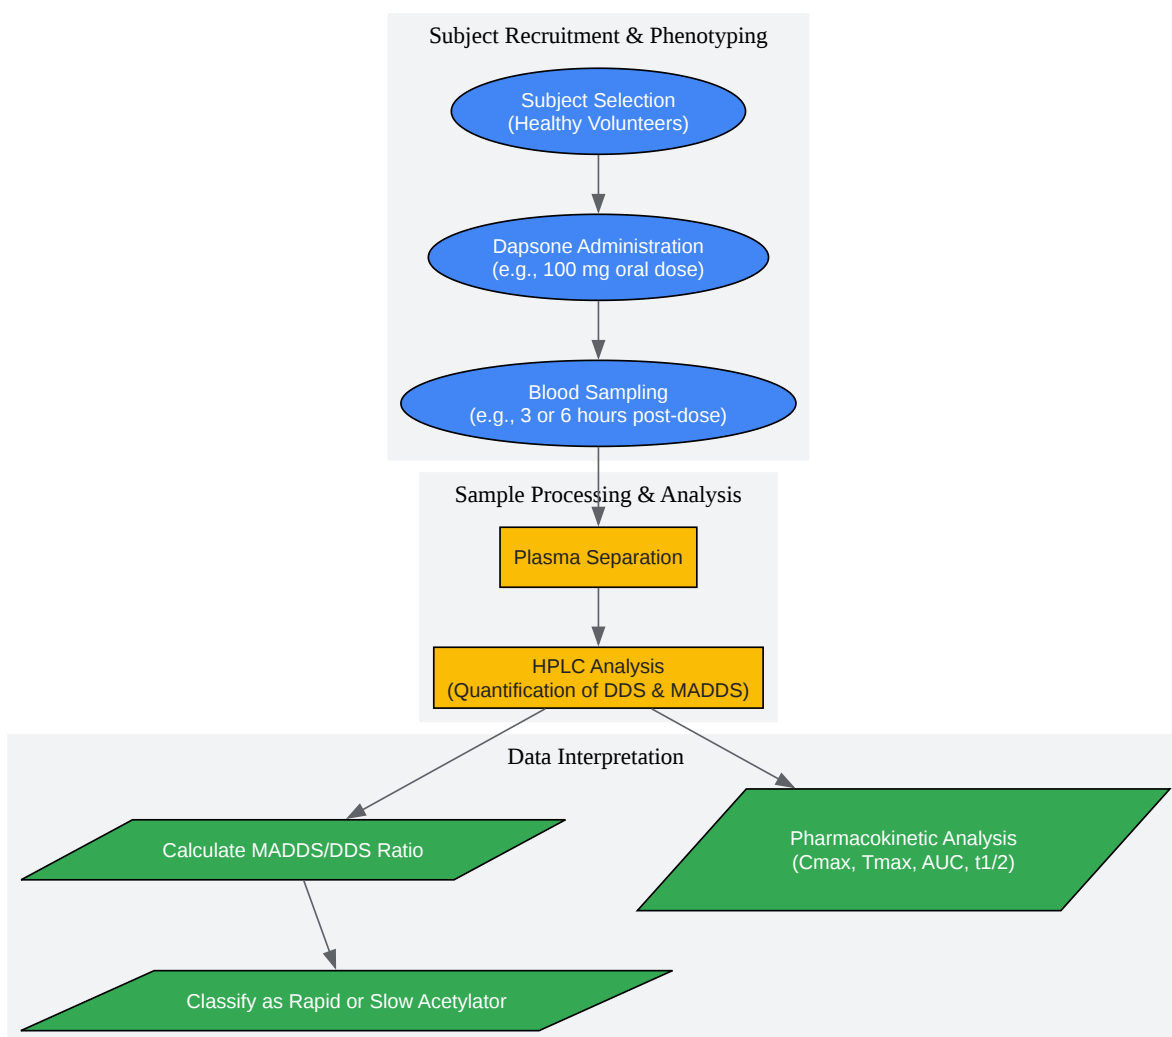 Subject Recruitment & Phenotyping
Subject Selection
(Healthy Volunteers)
Dapsone Administration
(e.g., 100 mg oral dose)
Blood Sampling
(e.g., 3 or 6 hours post-dose)
Sample Processing & Analysis
Plasma Separation
HPLC Analysis
(Quantification of DDS & MADDS)
Data Interpretation
Calculate MADDS/DDS Ratio
Pharmacokinetic Analysis
(Cmax, Tmax, AUC, t1/2)
Classify as Rapid or Slow Acetylator